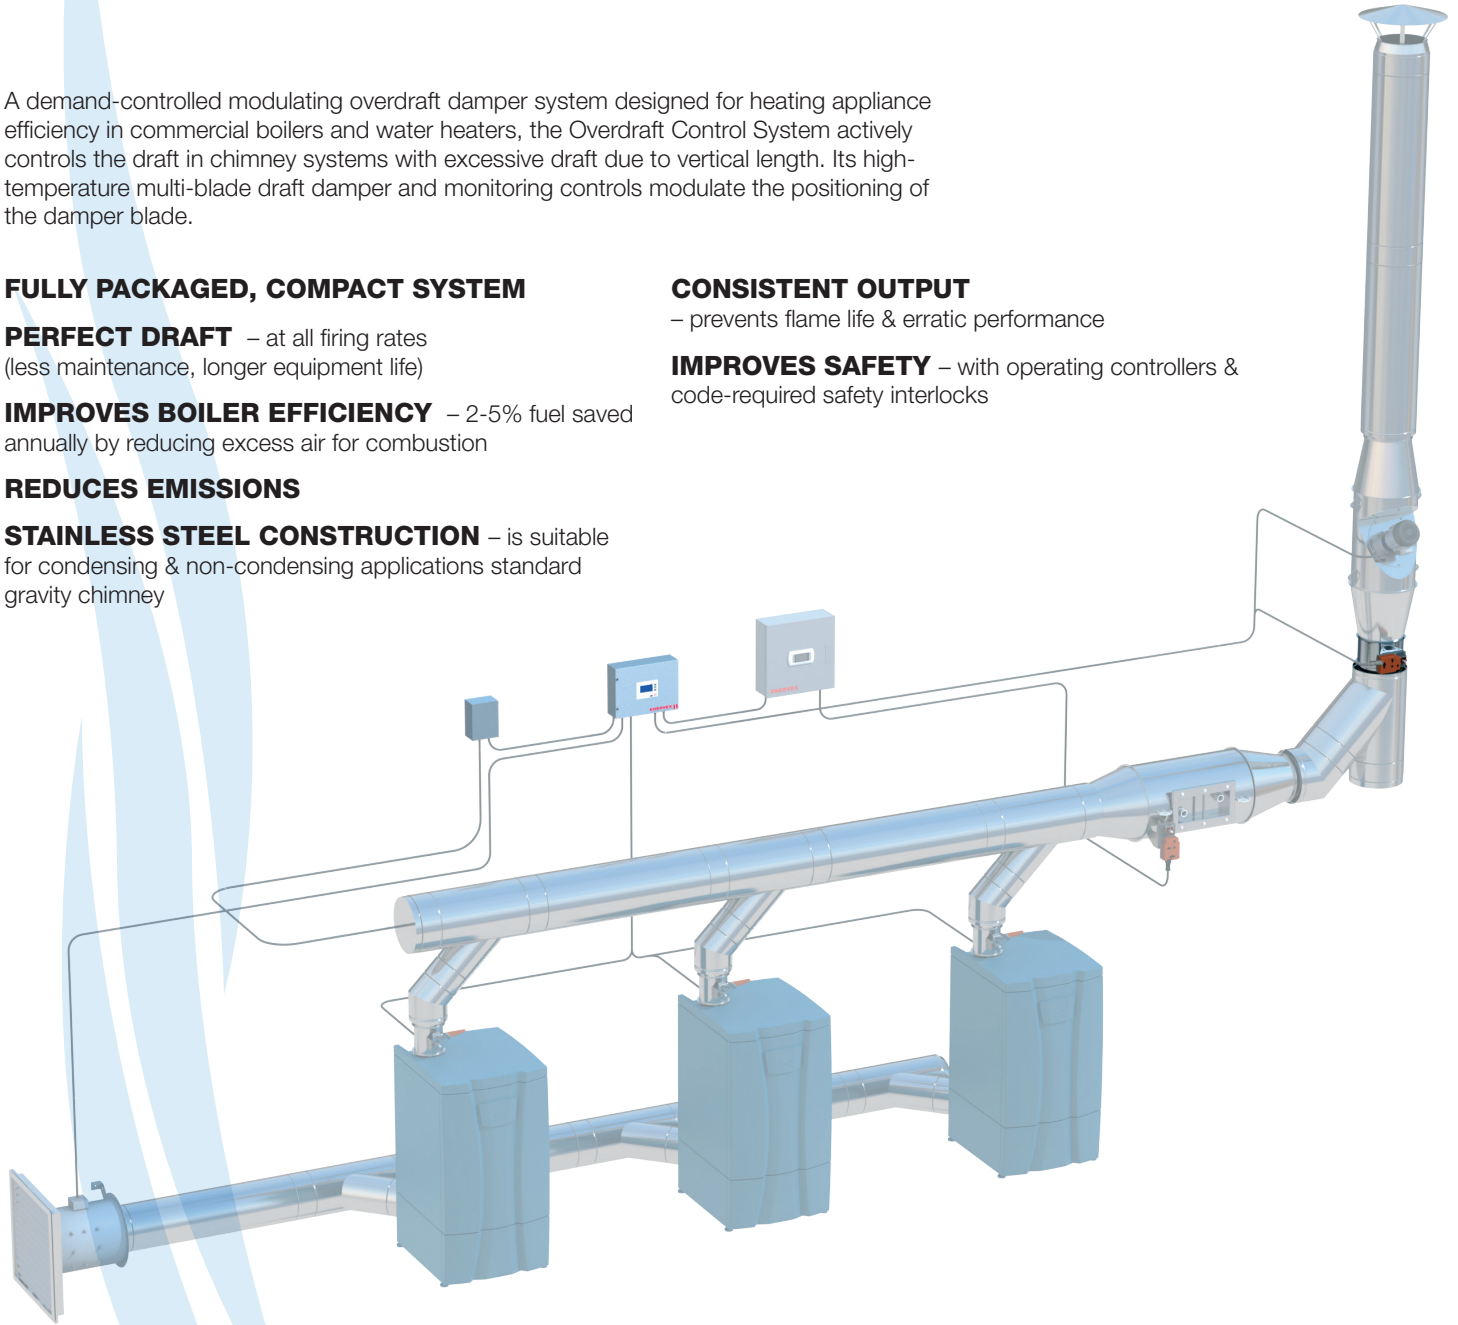 A demand-controlled modulating overdraft damper system designed for heating appliance
efficiency in commercial boilers and water heaters, the Overdraft Control System actively
controls the draft in chimney systems with excessive draft due to vertical length. Its high-
temperature multi-blade draft damper and monitoring controls modulate the positioning of
the damper blade.
FULLY PACKAGED, COMPACT SYSTEM
PERFECT DRAFT – at all firing rates
(less maintenance, longer equipment life)
IMPROVES BOILER EFFICIENCY – 2-5% fuel saved
annually by reducing excess air for combustion
REDUCES EMISSIONS
STAINLESS STEEL CONSTRUCTION – is suitable
for condensing & non-condensing applications standard
gravity chimney
CONSISTENT OUTPUT
– prevents flame life & erratic performance
IMPROVES SAFETY – with operating controllers &
code-required safety interlocks